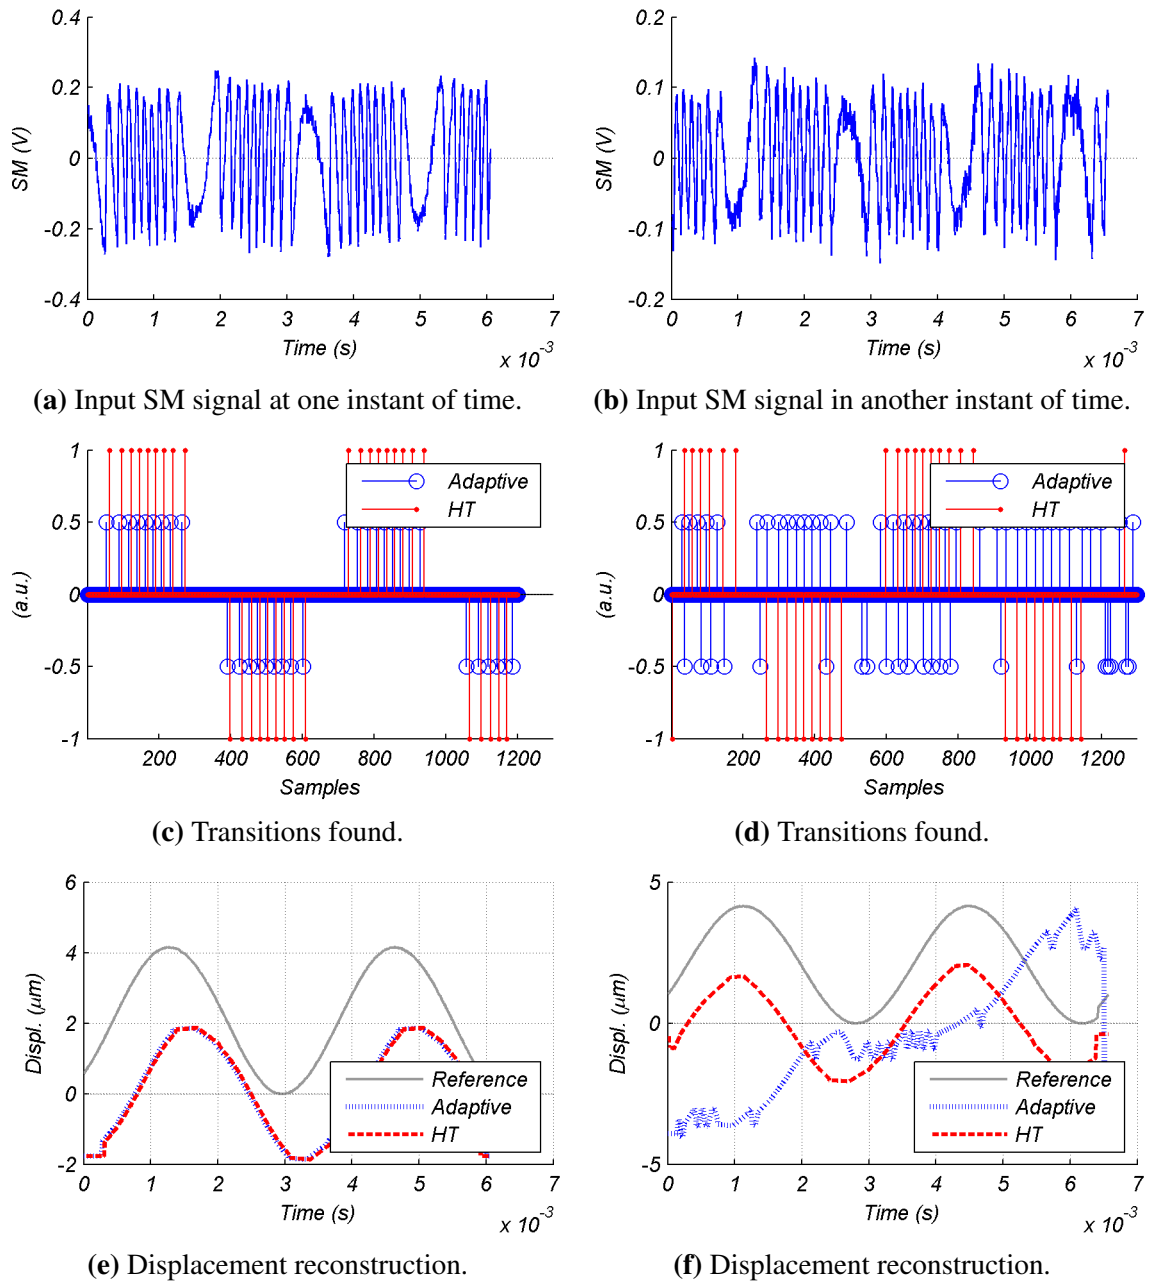 0.4
0.2
0
-0.2
-0.4
SM (V)
0 1 2 3 4 5 6 7
Time (s)
x 10^-3
0.2
0.1
0
-0.1
-0.2
SM (V)
0 1 2 3 4 5 6 7
Time (s)
x 10^-3
(a) Input SM signal at one instant of time.
(b) Input SM signal in another instant of time.
1
0.5
0
-0.5
-1
(a.u.)
Adaptive
HT
200 400 600 800 1000 1200
Samples
1
0.5
0
-0.5
-1
(a.u.)
Adaptive
HT
200 400 600 800 1000 1200
Samples
(c) Transitions found.
(d) Transitions found.
6
4
2
0
-2
Displ. (μm)
Reference
Adaptive
HT
0 1 2 3 4 5 6 7
Time (s)
x 10^-3
5
0
-5
Displ. (μm)
Reference
Adaptive
HT
0 1 2 3 4 5 6 7
Time (s)
x 10^-3
(e) Displacement reconstruction.
(f) Displacement reconstruction.